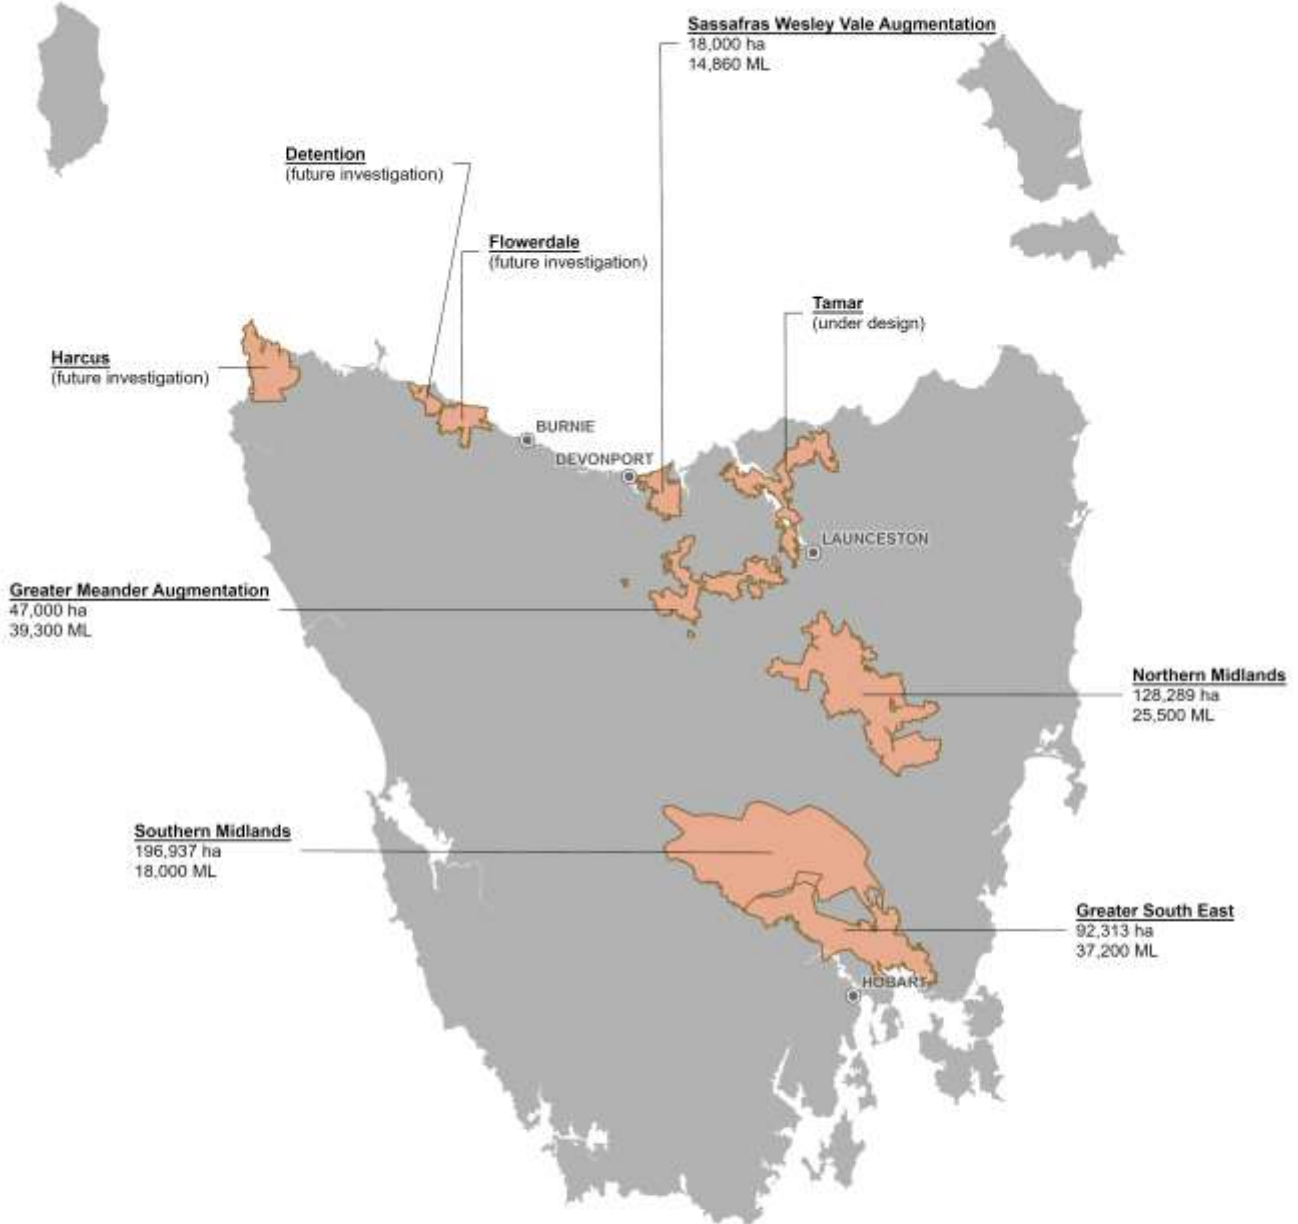 Sassafras Wesley Vale Augmentation
18,000 ha
14,860 ML
Detention
(future investigation)
Flowerdale
(future investigation)
Tamar
(under design)
Harcus
(future investigation)
BURNIE
DEVONPORT
LAUNCESTON
Greater Meander Augmentation
47,000 ha
39,300 ML
Northern Midlands
128,289 ha
25,500 ML
Southern Midlands
196,937 ha
18,000 ML
Greater South East
92,313 ha
37,200 ML
HOBART